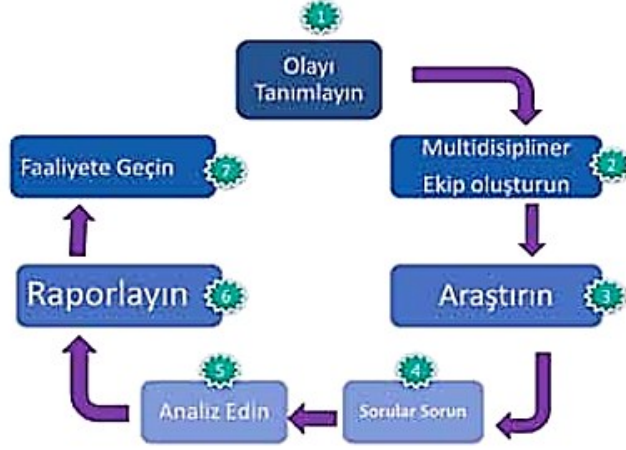 1
Olayı
Tanımlayın
Multidisipliner
Ekip oluşturun
2
Araştırın
3
4
Sorular Sorun
5
Analiz Edin
Raporlayın
6
Faaliyete Geçin
7